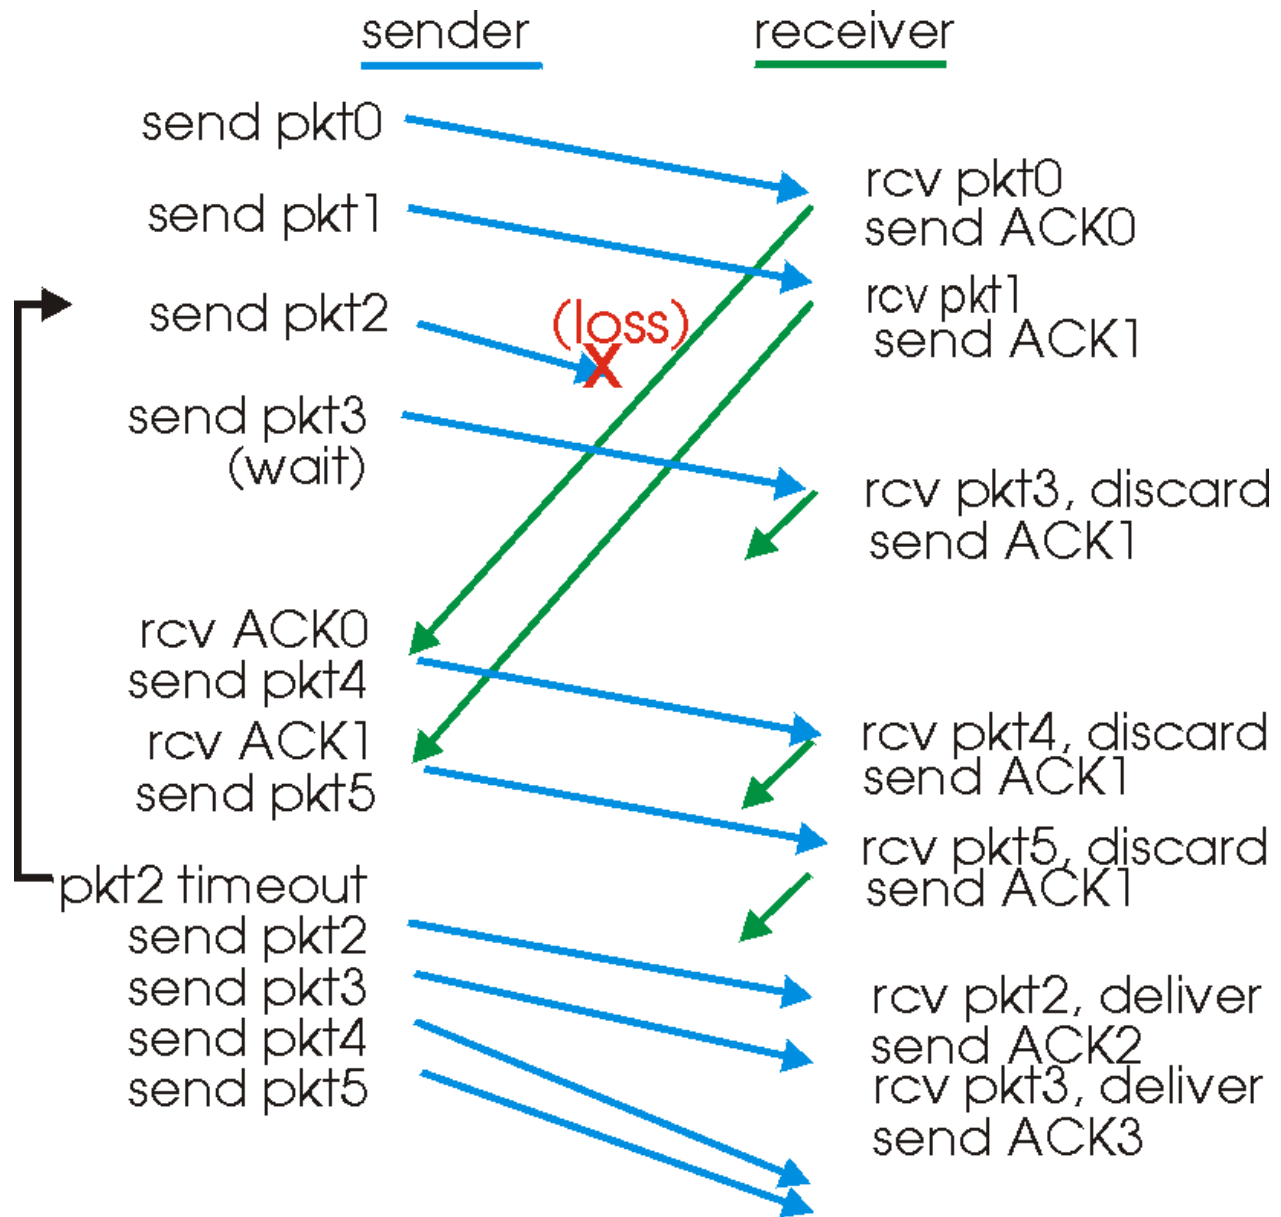 sender
receiver
send pkt0
rcv pkt0
send ACK0
send pkt1
rcv pkt1
send ACK1
send pkt2
(loss)
X
send pkt3
(wait)
rcv pkt3, discard
send ACK1
rcv ACK0
send pkt4
rcv ACK1
send pkt5
rcv pkt4, discard
send ACK1
rcv pkt5, discard
send ACK1
pkt2 timeout
send pkt2
send pkt3
send pkt4
send pkt5
rcv pkt2, deliver
send ACK2
rcv pkt3, deliver
send ACK3